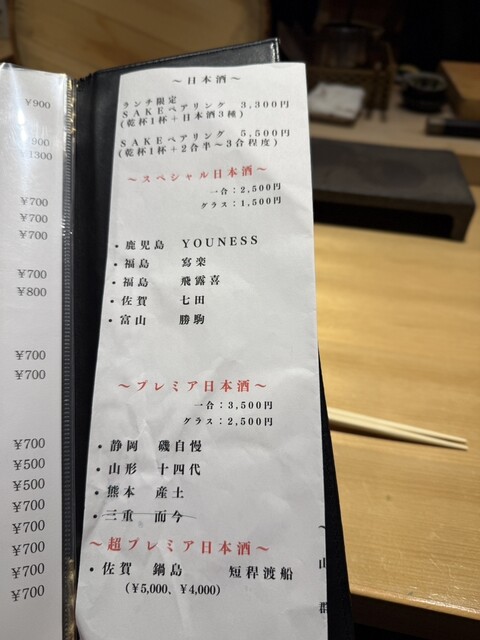 ~日本酒~
ランチ限定
SAKEペアリング 3,300円
(乾杯1杯+日本酒3種)
SAKEペアリング 5,500円
(乾杯1杯+2合半~3合程度)
~スペシャル日本酒~
一合:2,500円
グラス:1,500円
・鹿児島 YOUNESS
・福島 寫楽
・福島 飛露喜
・佐賀 七田
・富山 勝駒
~プレミア日本酒~
一合:3,500円
グラス:2,500円
・静岡 磯自慢
・山形 十四代
・熊本 産土
・三重 而今
~超プレミア日本酒~
・佐賀 鍋島 短稈渡船
(¥5,000、¥4,000)
¥900
¥900
¥1300
¥700
¥700
¥700
¥700
¥800
¥700
¥700
¥700
¥500
¥500
¥700
¥700
¥700
¥700
¥700
~
山
群